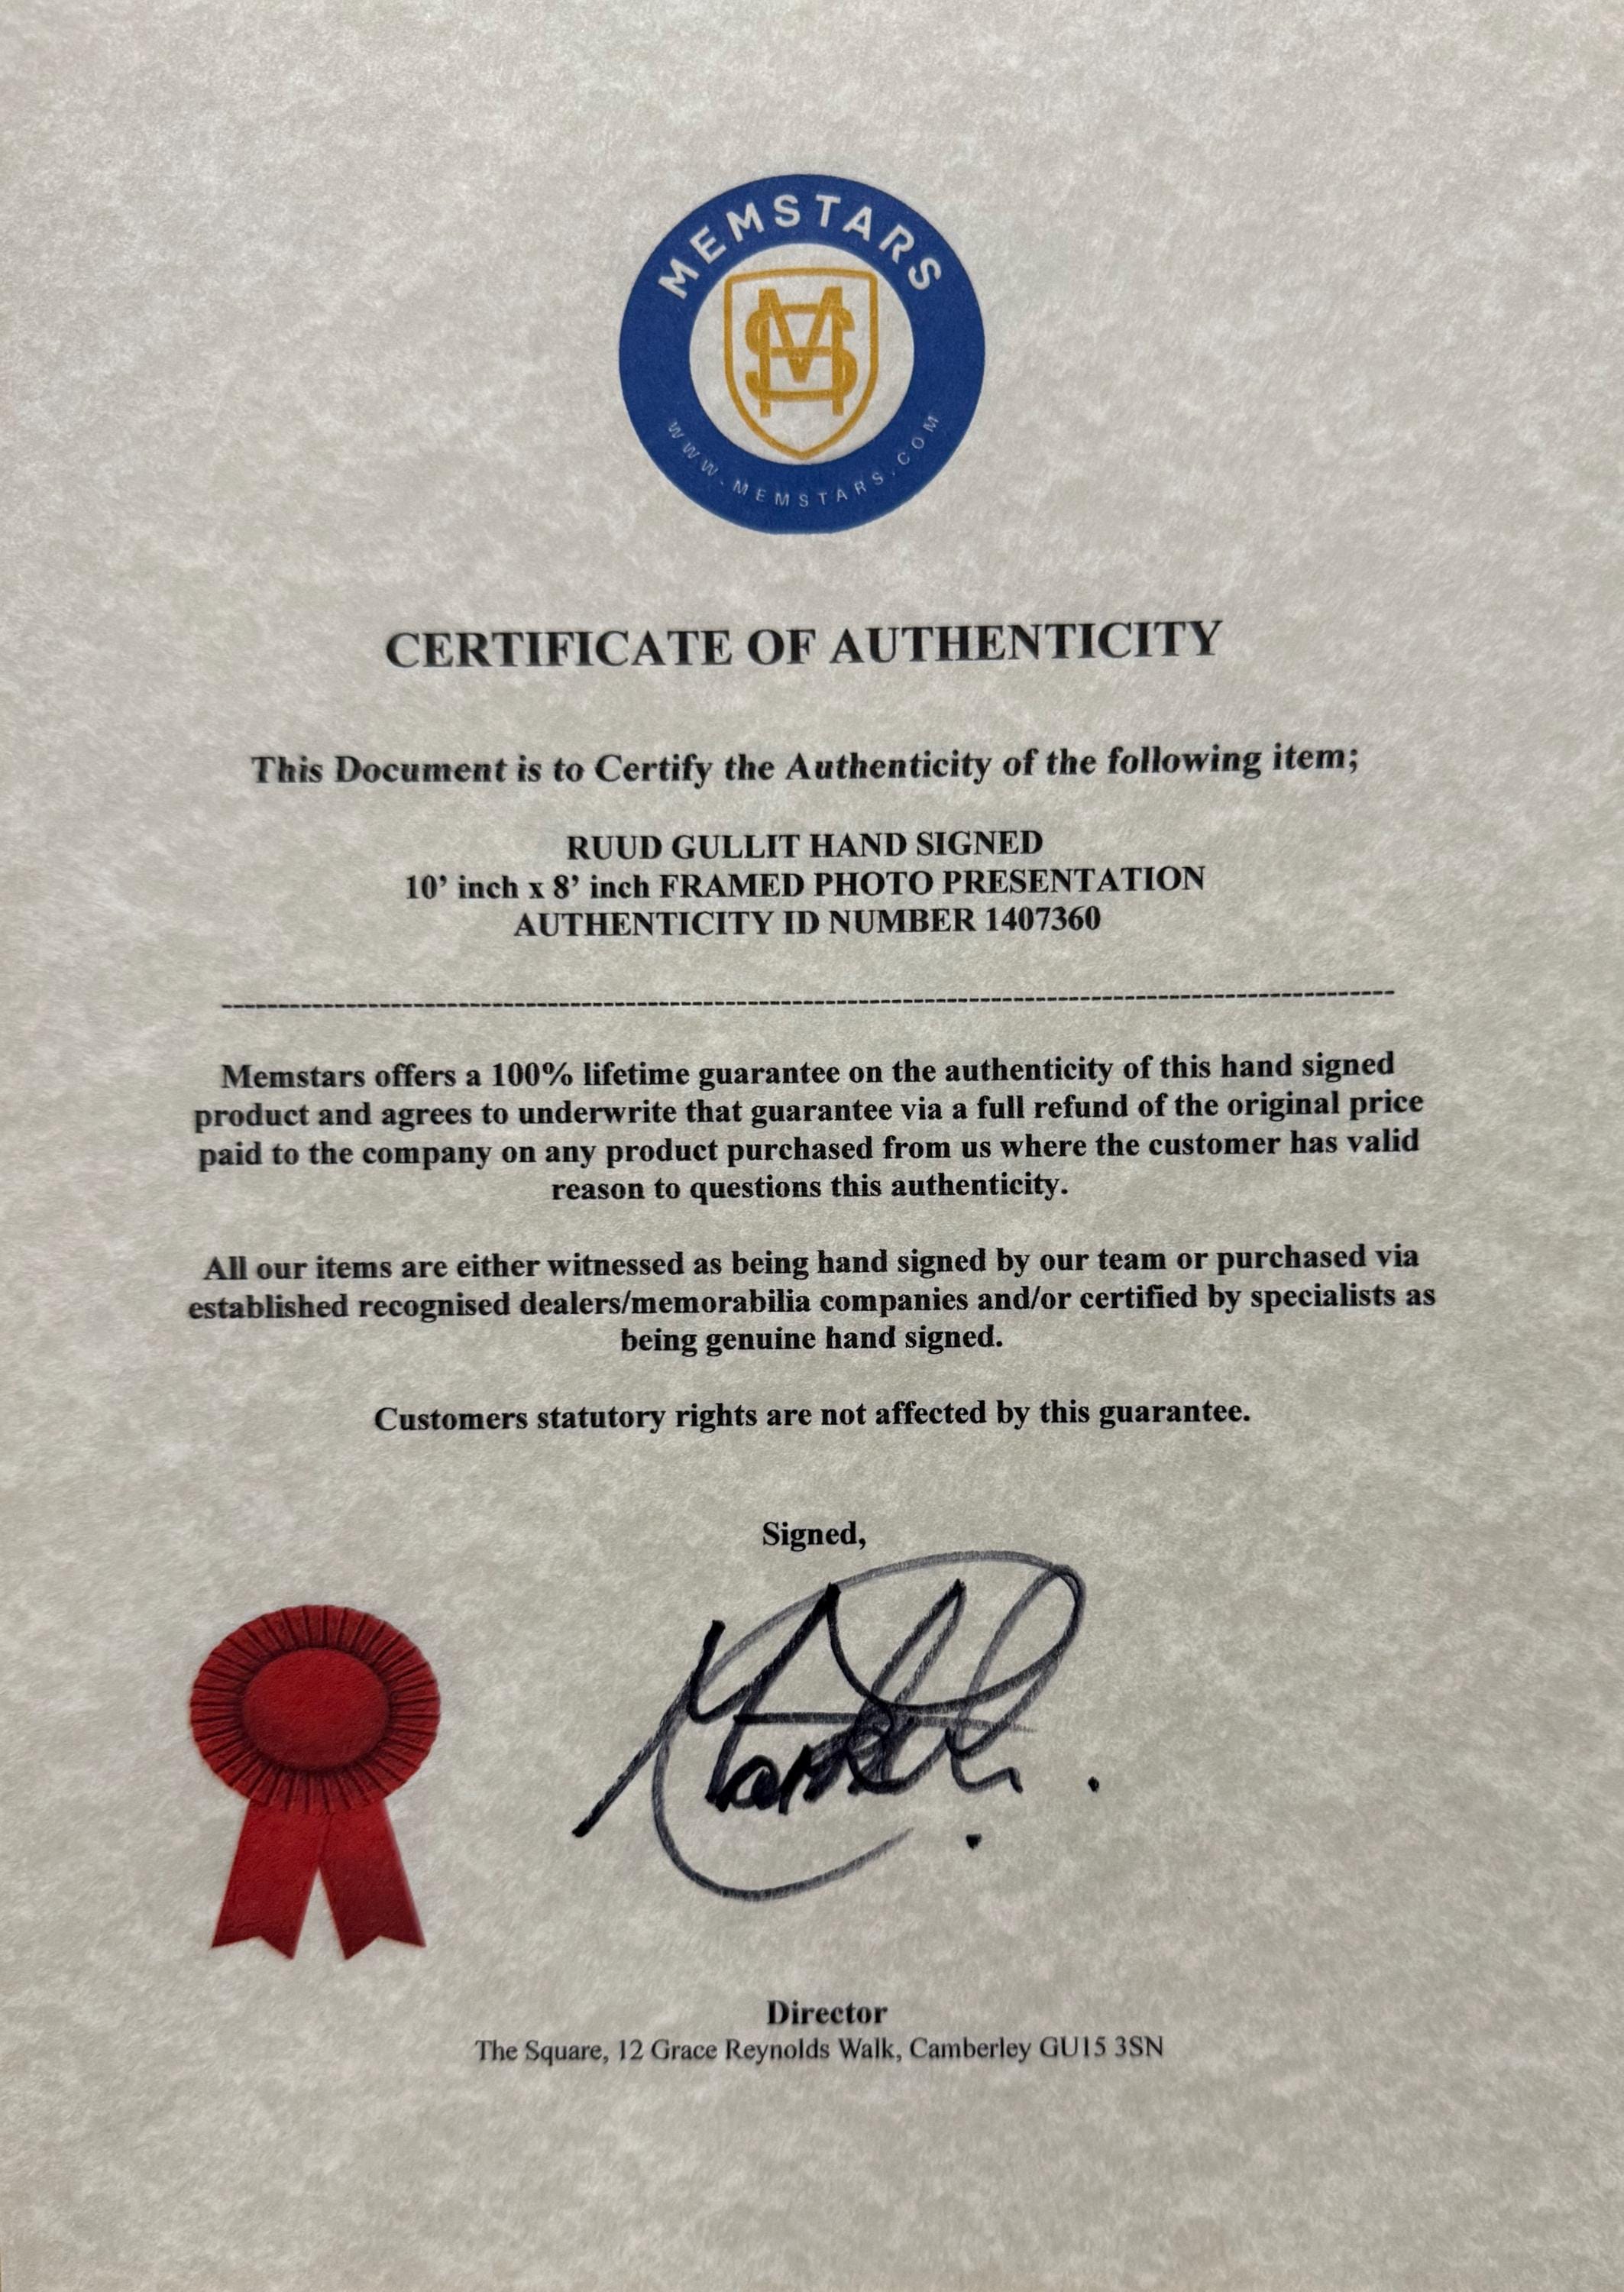 MEMSTARS
WWW.MEMSTARS.COM
CERTIFICATE OF AUTHENTICITY
This Document is to Certify the Authenticity of the following item;
RUUD GULLIT HAND SIGNED
10’ inch x 8’ inch FRAMED PHOTO PRESENTATION
AUTHENTICITY ID NUMBER 1407360
Memstars offers a 100% lifetime guarantee on the authenticity of this hand signed
product and agrees to underwrite that guarantee via a full refund of the original price
paid to the company on any product purchased from us where the customer has valid
reason to questions this authenticity.
All our items are either witnessed as being hand signed by our team or purchased via
established recognised dealers/memorabilia companies and/or certified by specialists as
being genuine hand signed.
Customers statutory rights are not affected by this guarantee.
Signed,
Director
The Square, 12 Grace Reynolds Walk, Camberley GU15 3SN